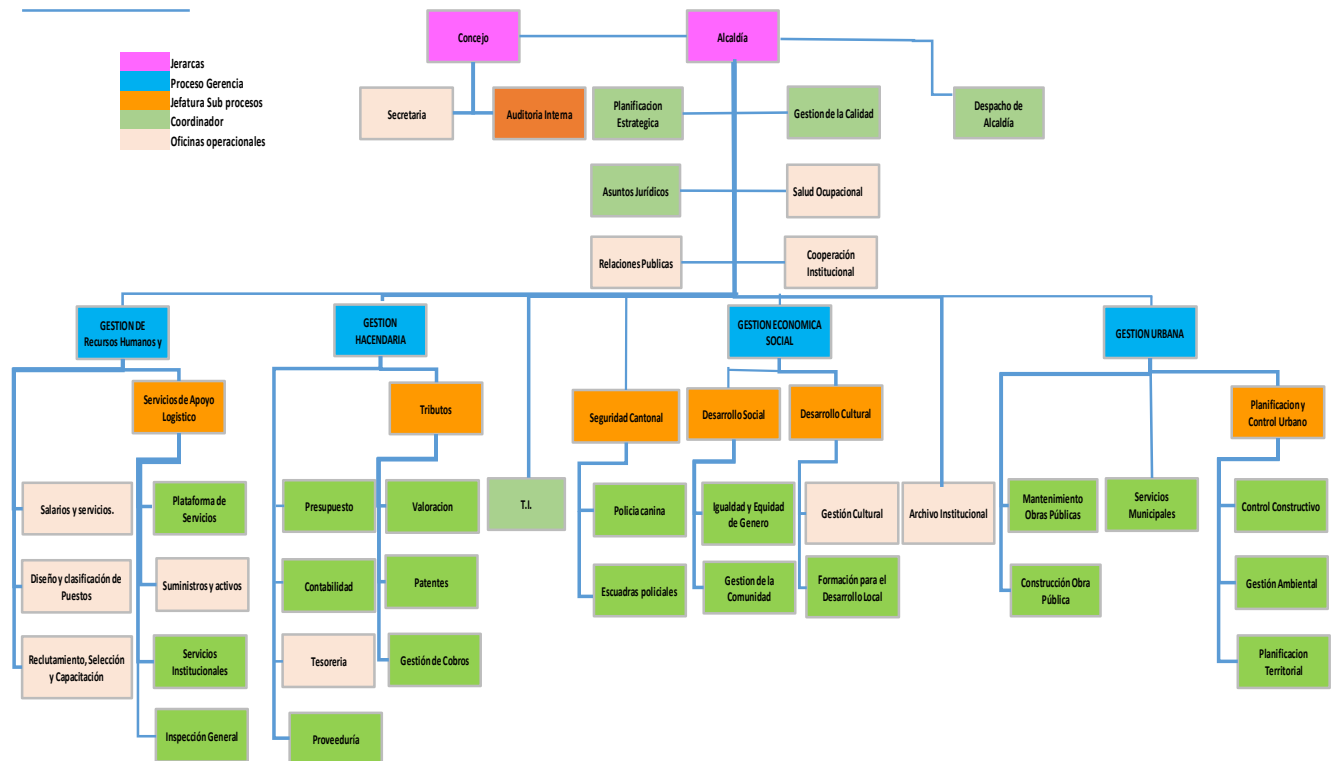 Concejo
Alcaldía
Jerarcas
Proceso Gerencia
Jefatura Sub procesos
Coordinador
Oficinas operacionales
Secretaria
Auditoria Interna
Planificacion
Estrategica
Gestion de la Calidad
Despacho de
Alcaldía
Asuntos Jurídicos
Salud Ocupacional
Relaciones Publicas
Cooperación
Institucional
GESTION DE
Recursos Humanos y
GESTION
HACENDARIA
GESTION ECONOMICA
SOCIAL
GESTION URBANA
Servicios de Apoyo
Logistico
Tributos
Seguridad Cantonal
Desarrollo Social
Desarrollo Cultural
Planificacion y
Control Urbano
Salarios y servicios.
Plataforma de
Servicios
Presupuesto
Valoracion
T.I.
Policia canina
Igualdad y Equidad
de Genero
Gestión Cultural
Archivo Institucional
Mantenimiento
Obras Públicas
Servicios
Municipales
Control Constructivo
Diseño y clasificación de
Puestos
Suministros y activos
Contabilidad
Patentes
Escuadras policiales
Gestion de la
Comunidad
Formación para el
Desarrollo Local
Construcción Obra
Pública
Gestión Ambiental
Reclutamiento, Selección
y Capacitación
Servicios
Institucionales
Tesoreria
Gestión de Cobros
Planificacion
Territorial
Inspección General
Proveeduría